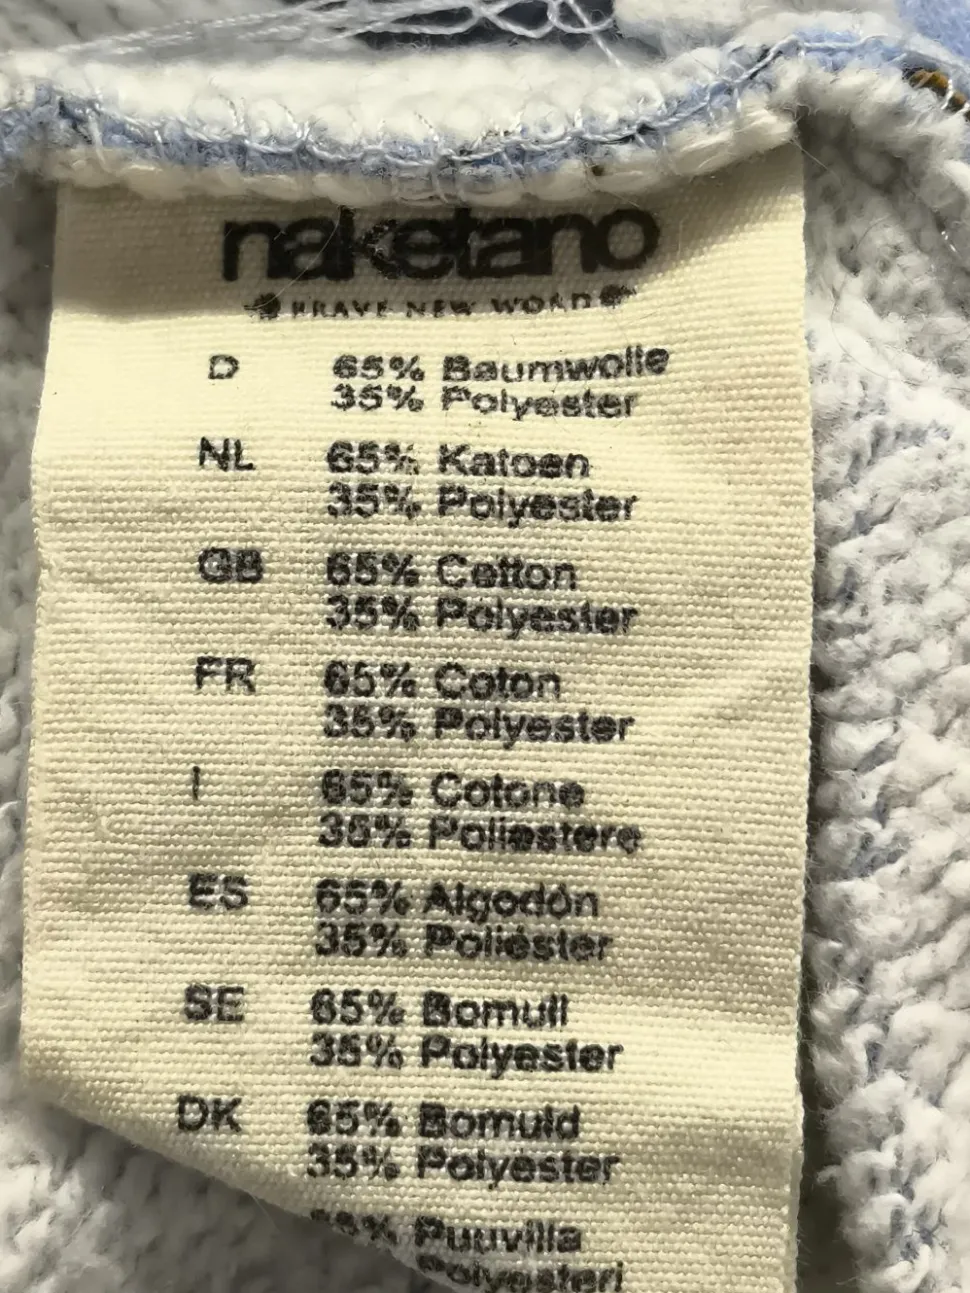 naketano
BRAVE NEW WORLD
D 65% Baumwolle
35% Polyester
NL 65% Katoen
35% Polyester
GB 65% Cotton
35% Polyester
FR 65% Coton
35% Polyester
I 65% Cotone
35% Poliestere
ES 65% Algodón
35% Poliéster
SE 65% Bomull
35% Polyester
DK 65% Bomuld
35% Polyester
65% Puuvilla
Polyesteri